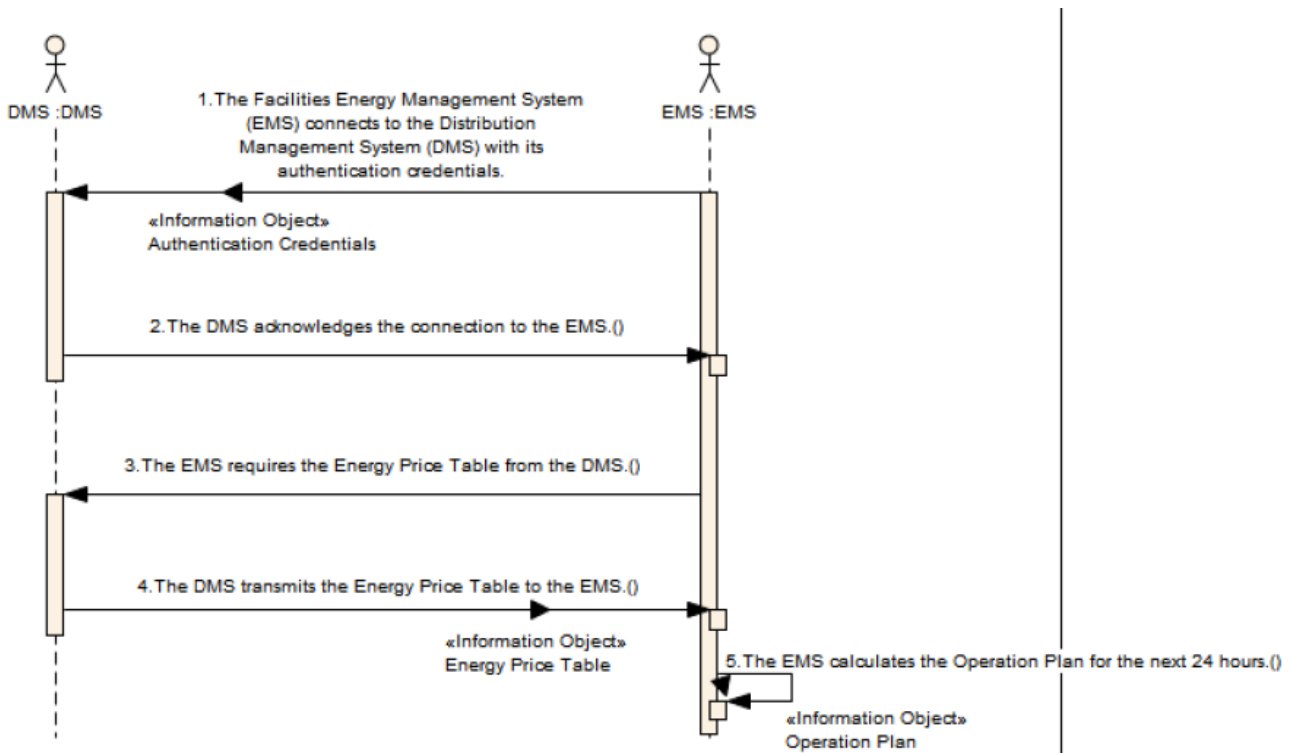 DMS :DMS
EMS :EMS
1.The Facilities Energy Management System
(EMS) connects to the Distribution
Management System (DMS) with its
authentication credentials.
«Information Object»
Authentication Credentials
2.The DMS acknowledges the connection to the EMS.()
3.The EMS requires the Energy Price Table from the DMS.()
4.The DMS transmits the Energy Price Table to the EMS.()
«Information Object»
Energy Price Table
5.The EMS calculates the Operation Plan for the next 24 hours.()
«Information Object»
Operation Plan